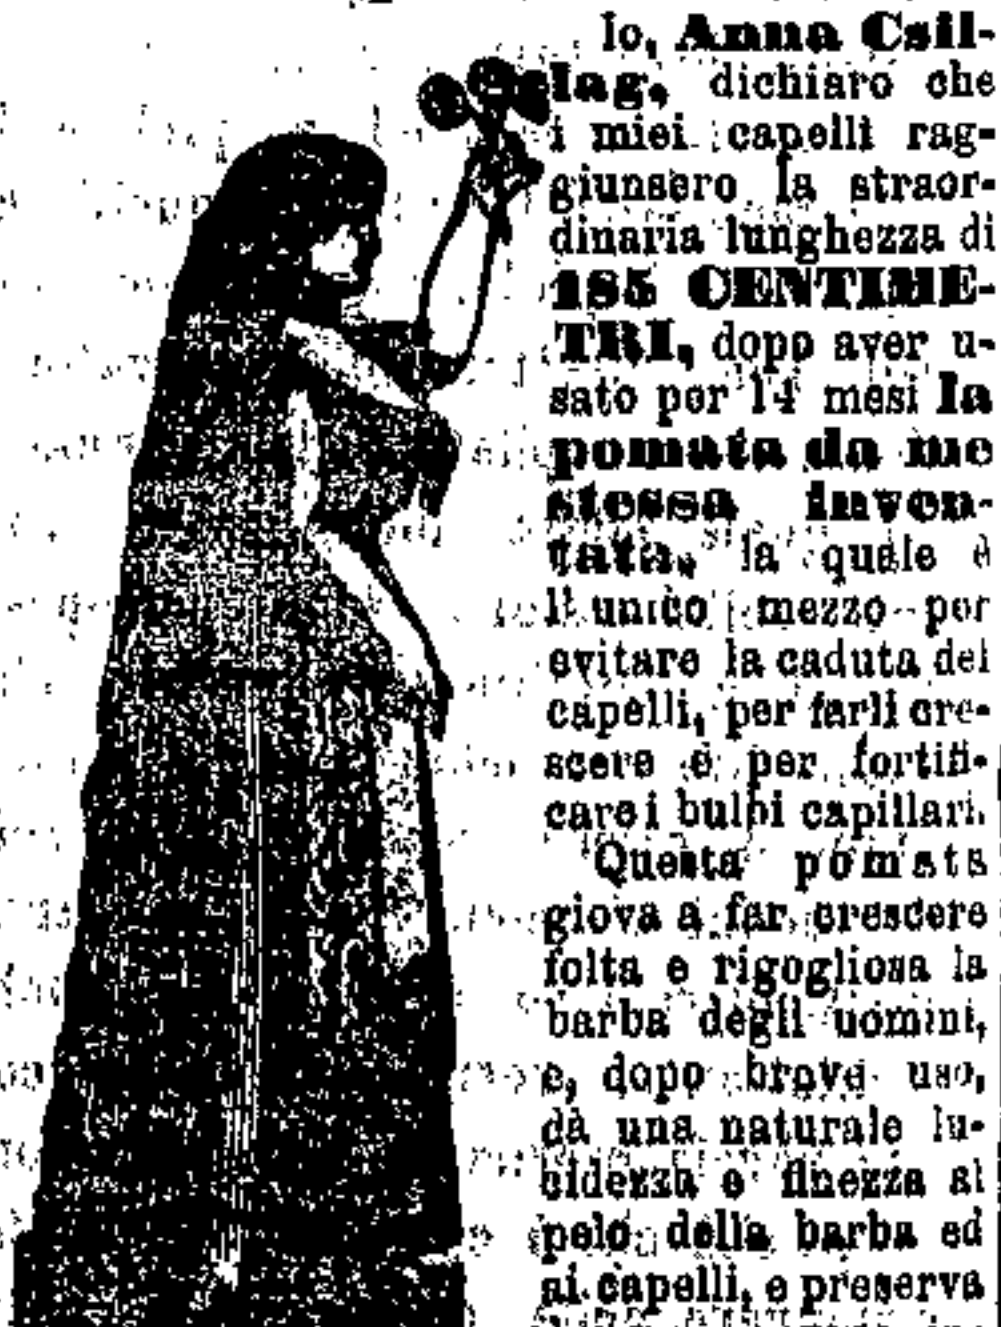 Io, Anna Csil-
lag, dichiaro che
i miei capelli rag-
giunsero la straor-
dinaria lunghezza di
185 CENTIME-
TRI, dopo aver u-
sato per 14 mesi la
pomata da me
stessa inven-
tata, la quale è
l'unico mezzo per
evitare la caduta dei
capelli, per farli cre-
scere e per fortifi-
care i bulbi capillari.
Questa pomata
giova a far crescere
folta e rigogliosa la
barba degli uomini,
e, dopo breve uso,
dà una naturale lu-
cidezza e finezza al
pelo della barba ed
ai capelli, e preserva